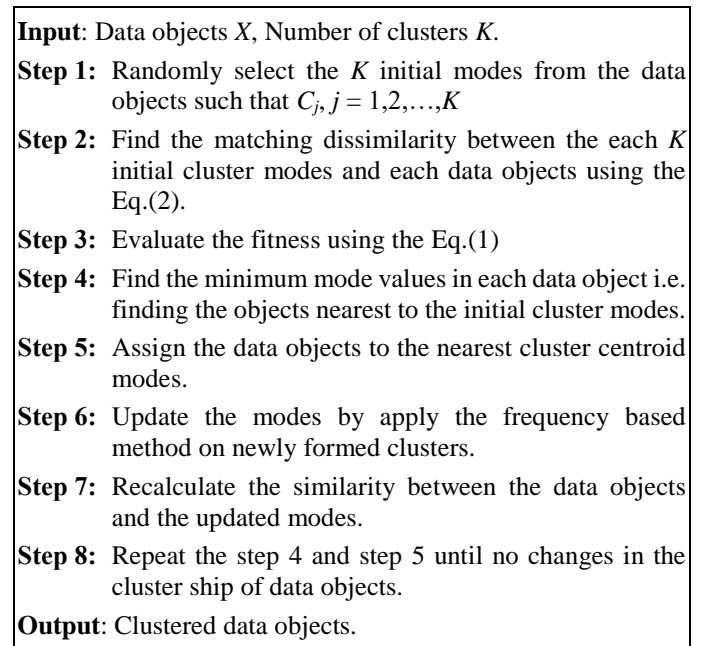 Input: Data objects X, Number of clusters K.
Step 1: Randomly select the K initial modes from the data
objects such that Cj, j = 1,2,…,K
Step 2: Find the matching dissimilarity between the each K
initial cluster modes and each data objects using the
Eq.(2).
Step 3: Evaluate the fitness using the Eq.(1)
Step 4: Find the minimum mode values in each data object i.e.
finding the objects nearest to the initial cluster modes.
Step 5: Assign the data objects to the nearest cluster centroid
modes.
Step 6: Update the modes by apply the frequency based
method on newly formed clusters.
Step 7: Recalculate the similarity between the data objects
and the updated modes.
Step 8: Repeat the step 4 and step 5 until no changes in the
cluster ship of data objects.
Output: Clustered data objects.